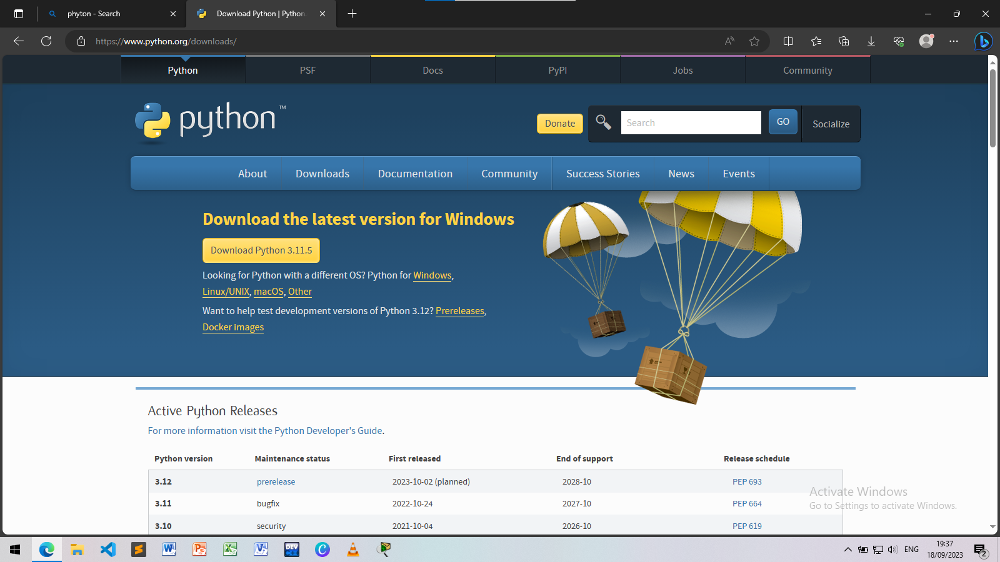 phyton - Search
Download Python | Python.
https://www.python.org/downloads/
Python
PSF
Docs
PyPI
Jobs
Community
python™
Donate
Search
GO
Socialize
About
Downloads
Documentation
Community
Success Stories
News
Events
Download the latest version for Windows
Download Python 3.11.5
Looking for Python with a different OS? Python for Windows,
Linux/UNIX, macOS, Other
Want to help test development versions of Python 3.12? Prereleases,
Docker images
Active Python Releases
For more information visit the Python Developer's Guide.
Python version Maintenance status First released End of support Release schedule
3.12 prerelease 2023-10-02 (planned) 2028-10 PEP 693
3.11 bugfix 2022-10-24 2027-10 PEP 664
3.10 security 2021-10-04 2026-10 PEP 619
Activate Windows
Go to Settings to activate Windows.
DEV
C++
ENG
19:37
18/09/2023
2